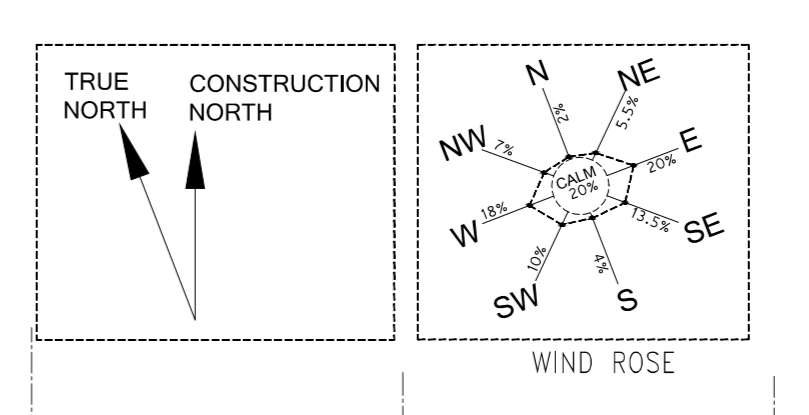 TRUE
NORTH
CONSTRUCTION
NORTH
N
NE
2%
5.5%
NW
7%
E
20%
CALM
20%
W
18%
13.5%
SE
10%
4%
SW
S
WIND ROSE